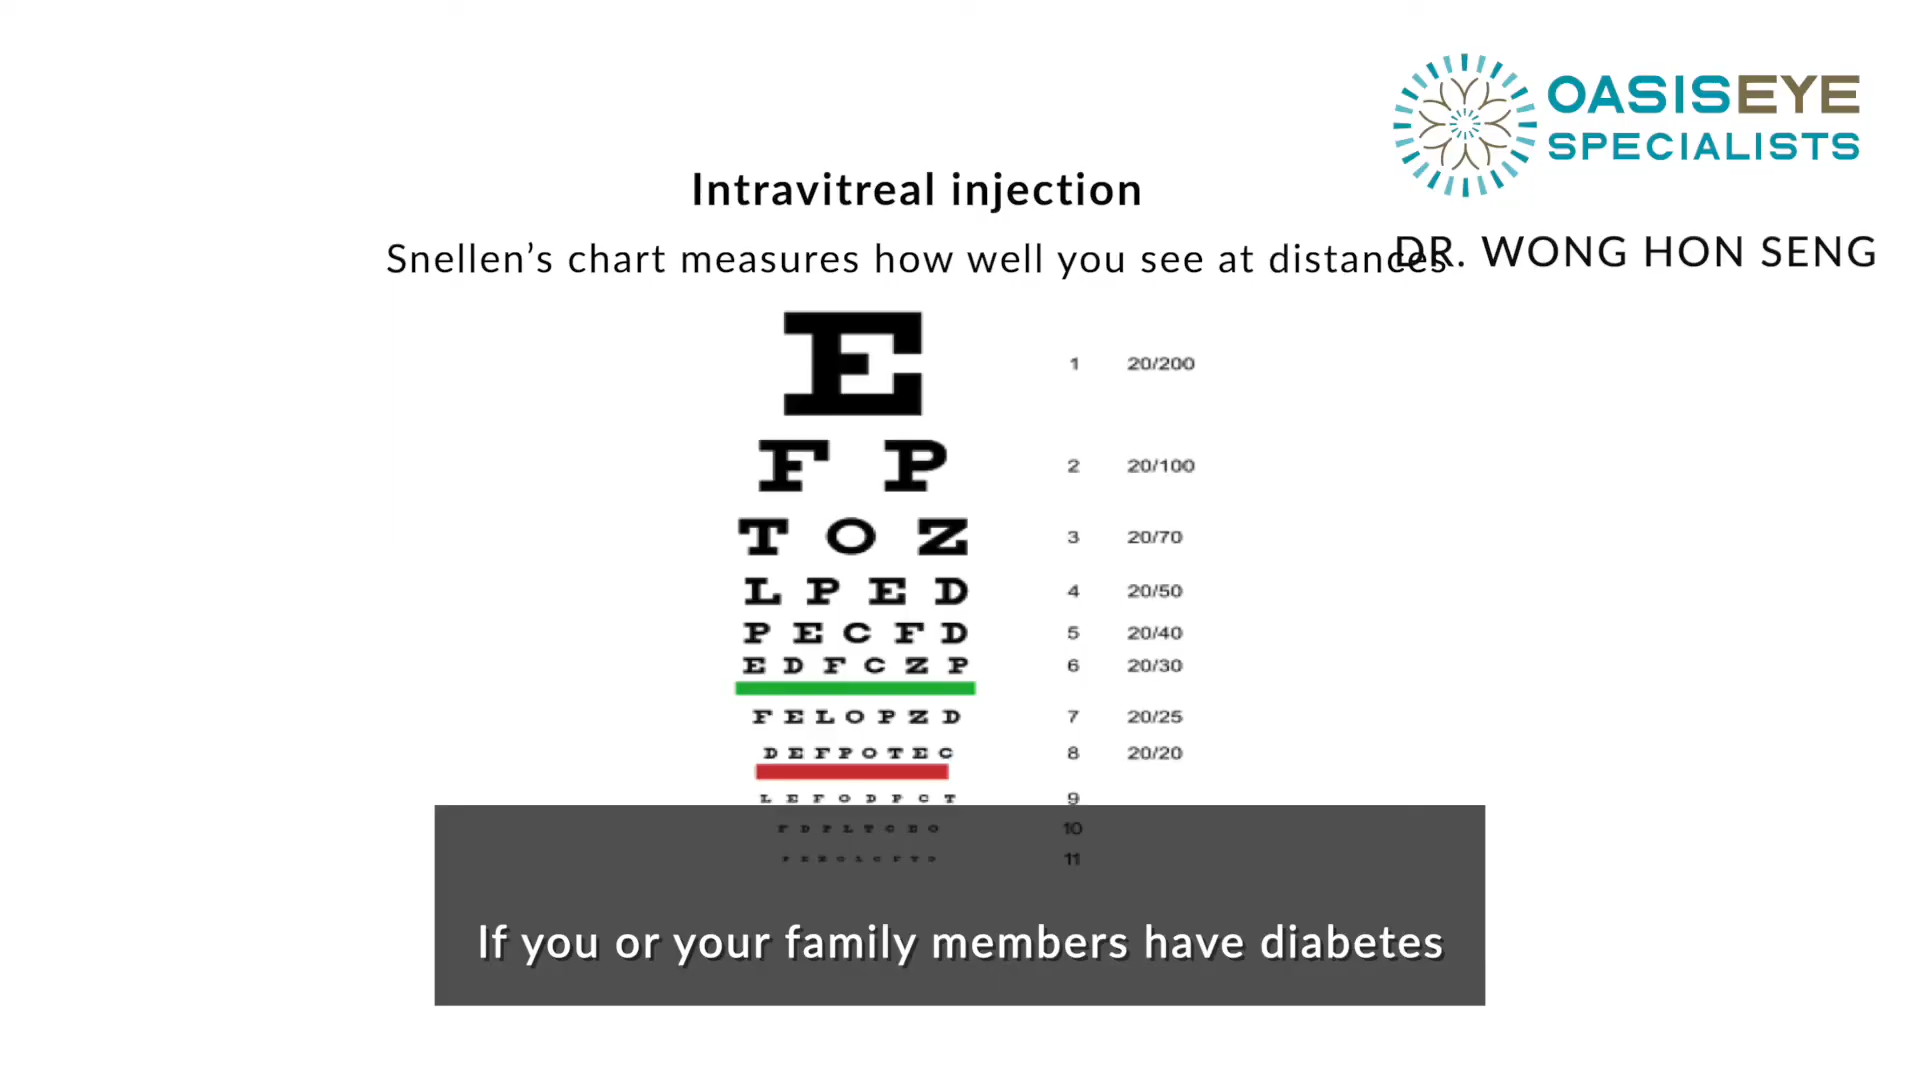 OASISEYE
SPECIALISTS
Intravitreal injection
Snellen’s chart measures how well you see at distances
DR. WONG HON SENG
E 1 20/200
F P 2 20/100
T O Z 3 20/70
L P E D 4 20/50
P E C F D 5 20/40
E D F C Z P 6 20/30
F E L O P Z D 7 20/25
D E F P O T E C 8 20/20
L E F O D P C T 9
F D P L T C E O 10
11
If you or your family members have diabetes